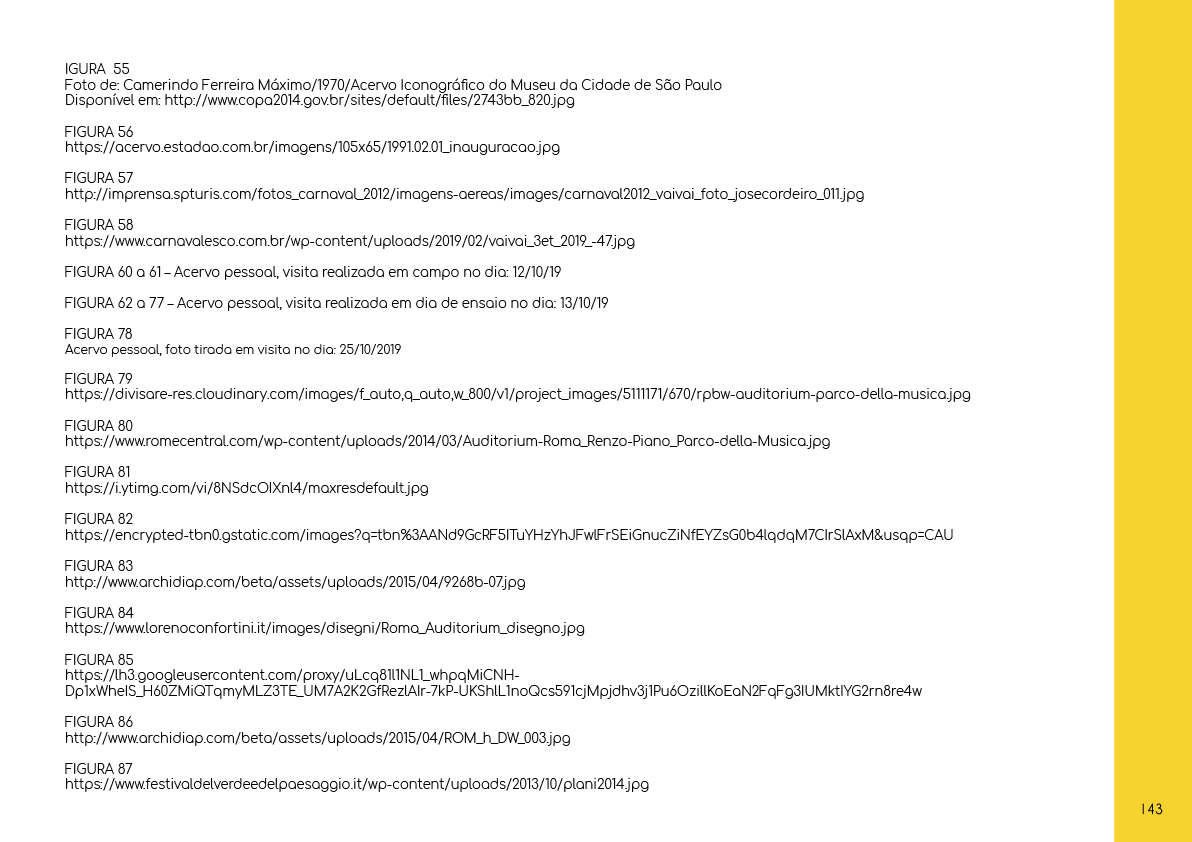 IGURA  55
Foto de: Camerindo Ferreira Máximo/1970/Acervo Iconográfico do Museu da Cidade de São Paulo
Disponível em: http://www.copa2014.gov.br/sites/default/files/2743bb_820.jpg
FIGURA 56
https://acervo.estadao.com.br/imagens/105x65/1991.02.01_inauguracao.jpg
FIGURA 57
http://imprensa.spturis.com/fotos_carnaval_2012/imagens-aereas/images/carnaval2012_vaivai_foto_josecordeiro_011.jpg
FIGURA 58
https://www.carnavalesco.com.br/wp-content/uploads/2019/02/vaivai_3et_2019_-47.jpg
FIGURA 60 a 61 – Acervo pessoal, visita realizada em campo no dia: 12/10/19
FIGURA 62 a 77 – Acervo pessoal, visita realizada em dia de ensaio no dia: 13/10/19
FIGURA 78
Acervo pessoal, foto tirada em visita no dia: 25/10/2019
FIGURA 79
https://divisare-res.cloudinary.com/images/f_auto,q_auto,w_800/v1/project_images/5111171/670/rpbw-auditorium-parco-della-musica.jpg
FIGURA 80
https://www.romecentral.com/wp-content/uploads/2014/03/Auditorium-Roma_Renzo-Piano_Parco-della-Musica.jpg
FIGURA 81
https://i.ytimg.com/vi/8NSdcOIXnl4/maxresdefault.jpg
FIGURA 82
https://encrypted-tbn0.gstatic.com/images?q=tbn%3AANd9GcRF5ITuYHzYhJFwlFrSEiGnucZiNfEYZsG0b4lqdqM7CIrSlAxM&usqp=CAU
FIGURA 83
http://www.archidiap.com/beta/assets/uploads/2015/04/9268b-07.jpg
FIGURA 84
https://www.lorenoconfortini.it/images/disegni/Roma_Auditorium_disegno.jpg
FIGURA 85
https://lh3.googleusercontent.com/proxy/uLcq81l1NL1_whpqMiCNH-
Dp1xWheIS_H60ZMiQTqmyMLZ3TE_UM7A2K2GfRezlAIr-7kP-UKShlL1noQcs591cjMpjdhv3j1Pu6OzillKoEaN2FqFg3IUMktIYG2rn8re4w
FIGURA 86
http://www.archidiap.com/beta/assets/uploads/2015/04/ROM_h_DW_003.jpg
FIGURA 87
https://www.festivaldelverdeedelpaesaggio.it/wp-content/uploads/2013/10/plani2014.jpg
143